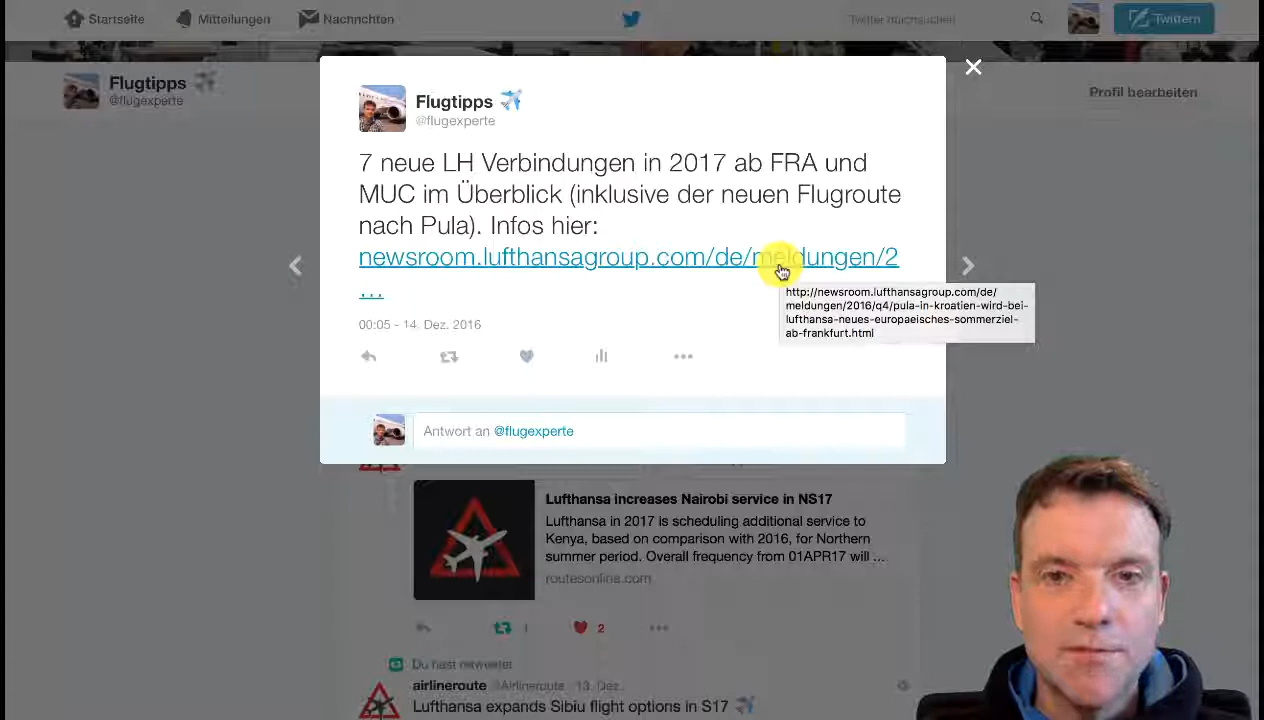 Startseite
Mitteilungen
Nachrichten
Twitter durchsuchen
Twittern
Flugtipps
@flugexperte
Profil bearbeiten
Flugtipps
@flugexperte
7 neue LH Verbindungen in 2017 ab FRA und
MUC im Überblick (inklusive der neuen Flugroute
nach Pula). Infos hier:
newsroom.lufthansagroup.com/de/meldungen/2
...
http://newsroom.lufthansagroup.com/de/
meldungen/2016/q4/pula-in-kroatien-wird-bei-
lufthansa-neues-europaeisches-sommerziel-
ab-frankfurt.html
00:05 - 14. Dez. 2016
Antwort an @flugexperte
Lufthansa increases Nairobi service in NS17
Lufthansa in 2017 is scheduling additional service to
Kenya, based on comparison with 2016, for Northern
summer period. Overall frequency from 01APR17 will ...
routesonline.com
1
2
Du hast retweetet
airlineroute @Airlineroute · 13. Dez.
Lufthansa expands Sibiu flight options in S17